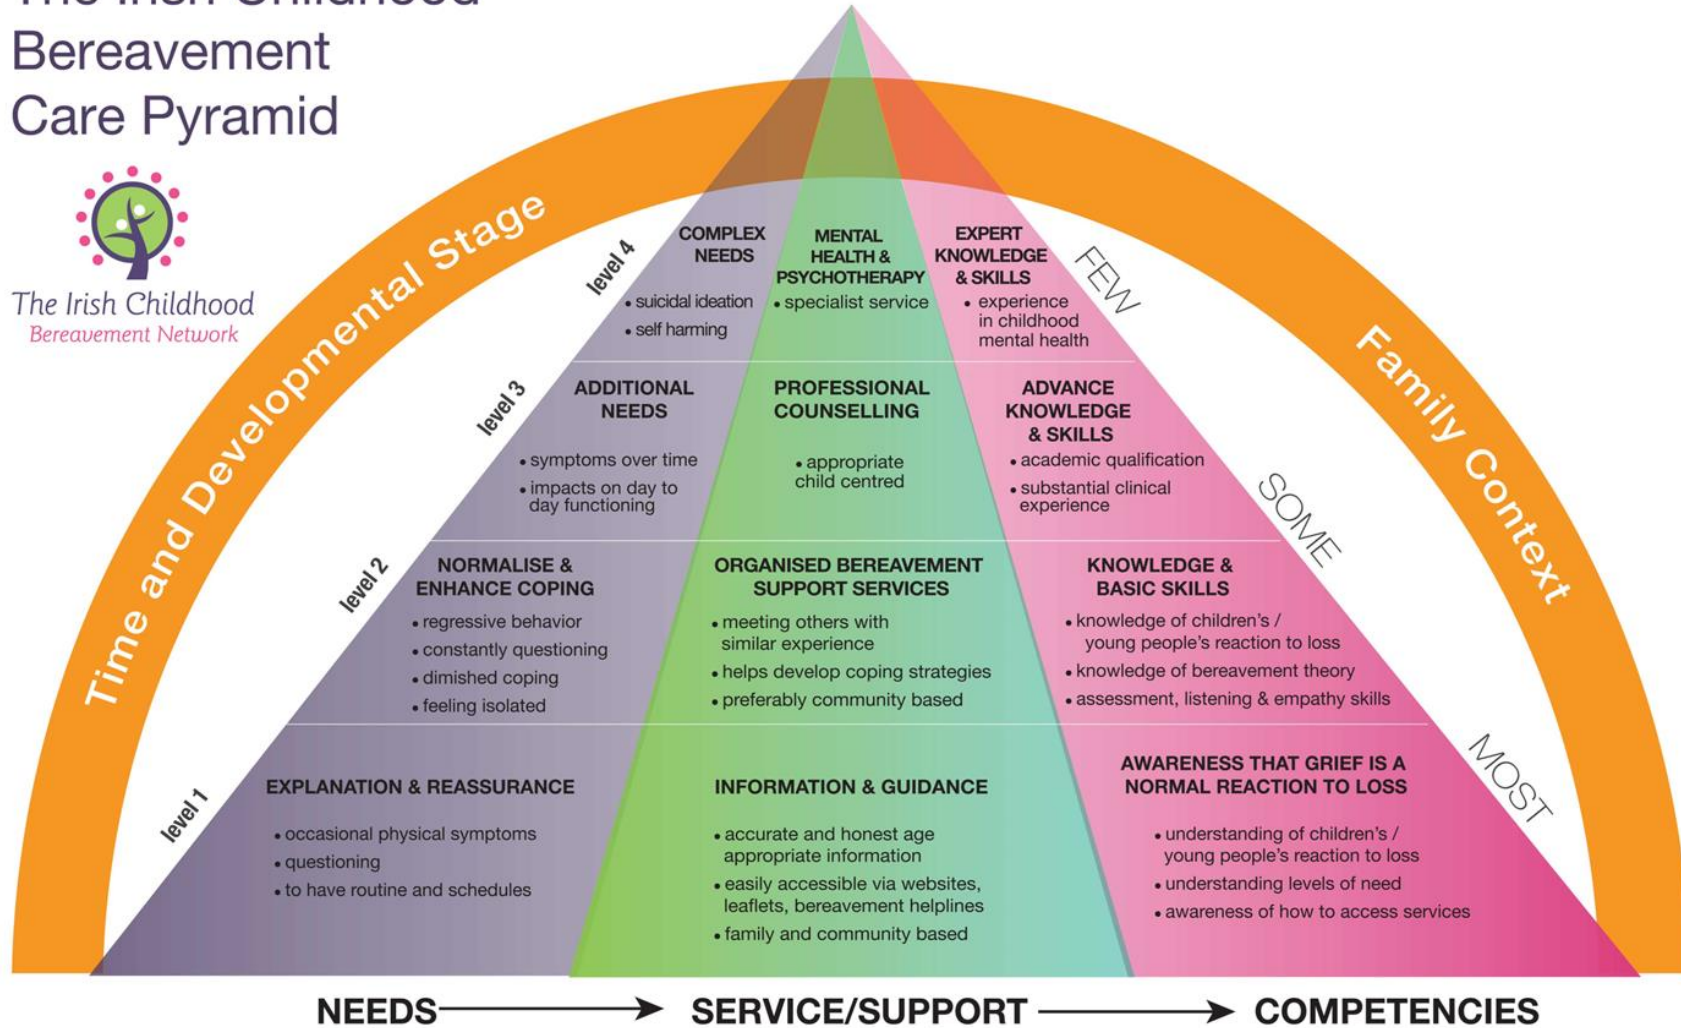 The Irish Childhood
Bereavement
Care Pyramid
The Irish Childhood
Bereavement Network
Time and Developmental Stage
Family Context
level 4
COMPLEX
NEEDS
• suicidal ideation
• self harming
MENTAL
HEALTH &
PSYCHOTHERAPY
• specialist service
EXPERT
KNOWLEDGE
& SKILLS
• experience
in childhood
mental health
FEW
level 3
ADDITIONAL
NEEDS
• symptoms over time
• impacts on day to
day functioning
PROFESSIONAL
COUNSELLING
• appropriate
child centred
ADVANCE
KNOWLEDGE
& SKILLS
• academic qualification
• substantial clinical
experience
SOME
level 2
NORMALISE &
ENHANCE COPING
• regressive behavior
• constantly questioning
• dimished coping
• feeling isolated
ORGANISED BEREAVEMENT
SUPPORT SERVICES
• meeting others with
similar experience
• helps develop coping strategies
• preferably community based
KNOWLEDGE &
BASIC SKILLS
• knowledge of children's /
young people's reaction to loss
• knowledge of bereavement theory
• assessment, listening & empathy skills
MOST
level 1
EXPLANATION & REASSURANCE
• occasional physical symptoms
• questioning
• to have routine and schedules
INFORMATION & GUIDANCE
• accurate and honest age
appropriate information
• easily accessible via websites,
leaflets, bereavement helplines
• family and community based
AWARENESS THAT GRIEF IS A
NORMAL REACTION TO LOSS
• understanding of children's /
young people's reaction to loss
• understanding levels of need
• awareness of how to access services
NEEDS
SERVICE/SUPPORT
COMPETENCIES